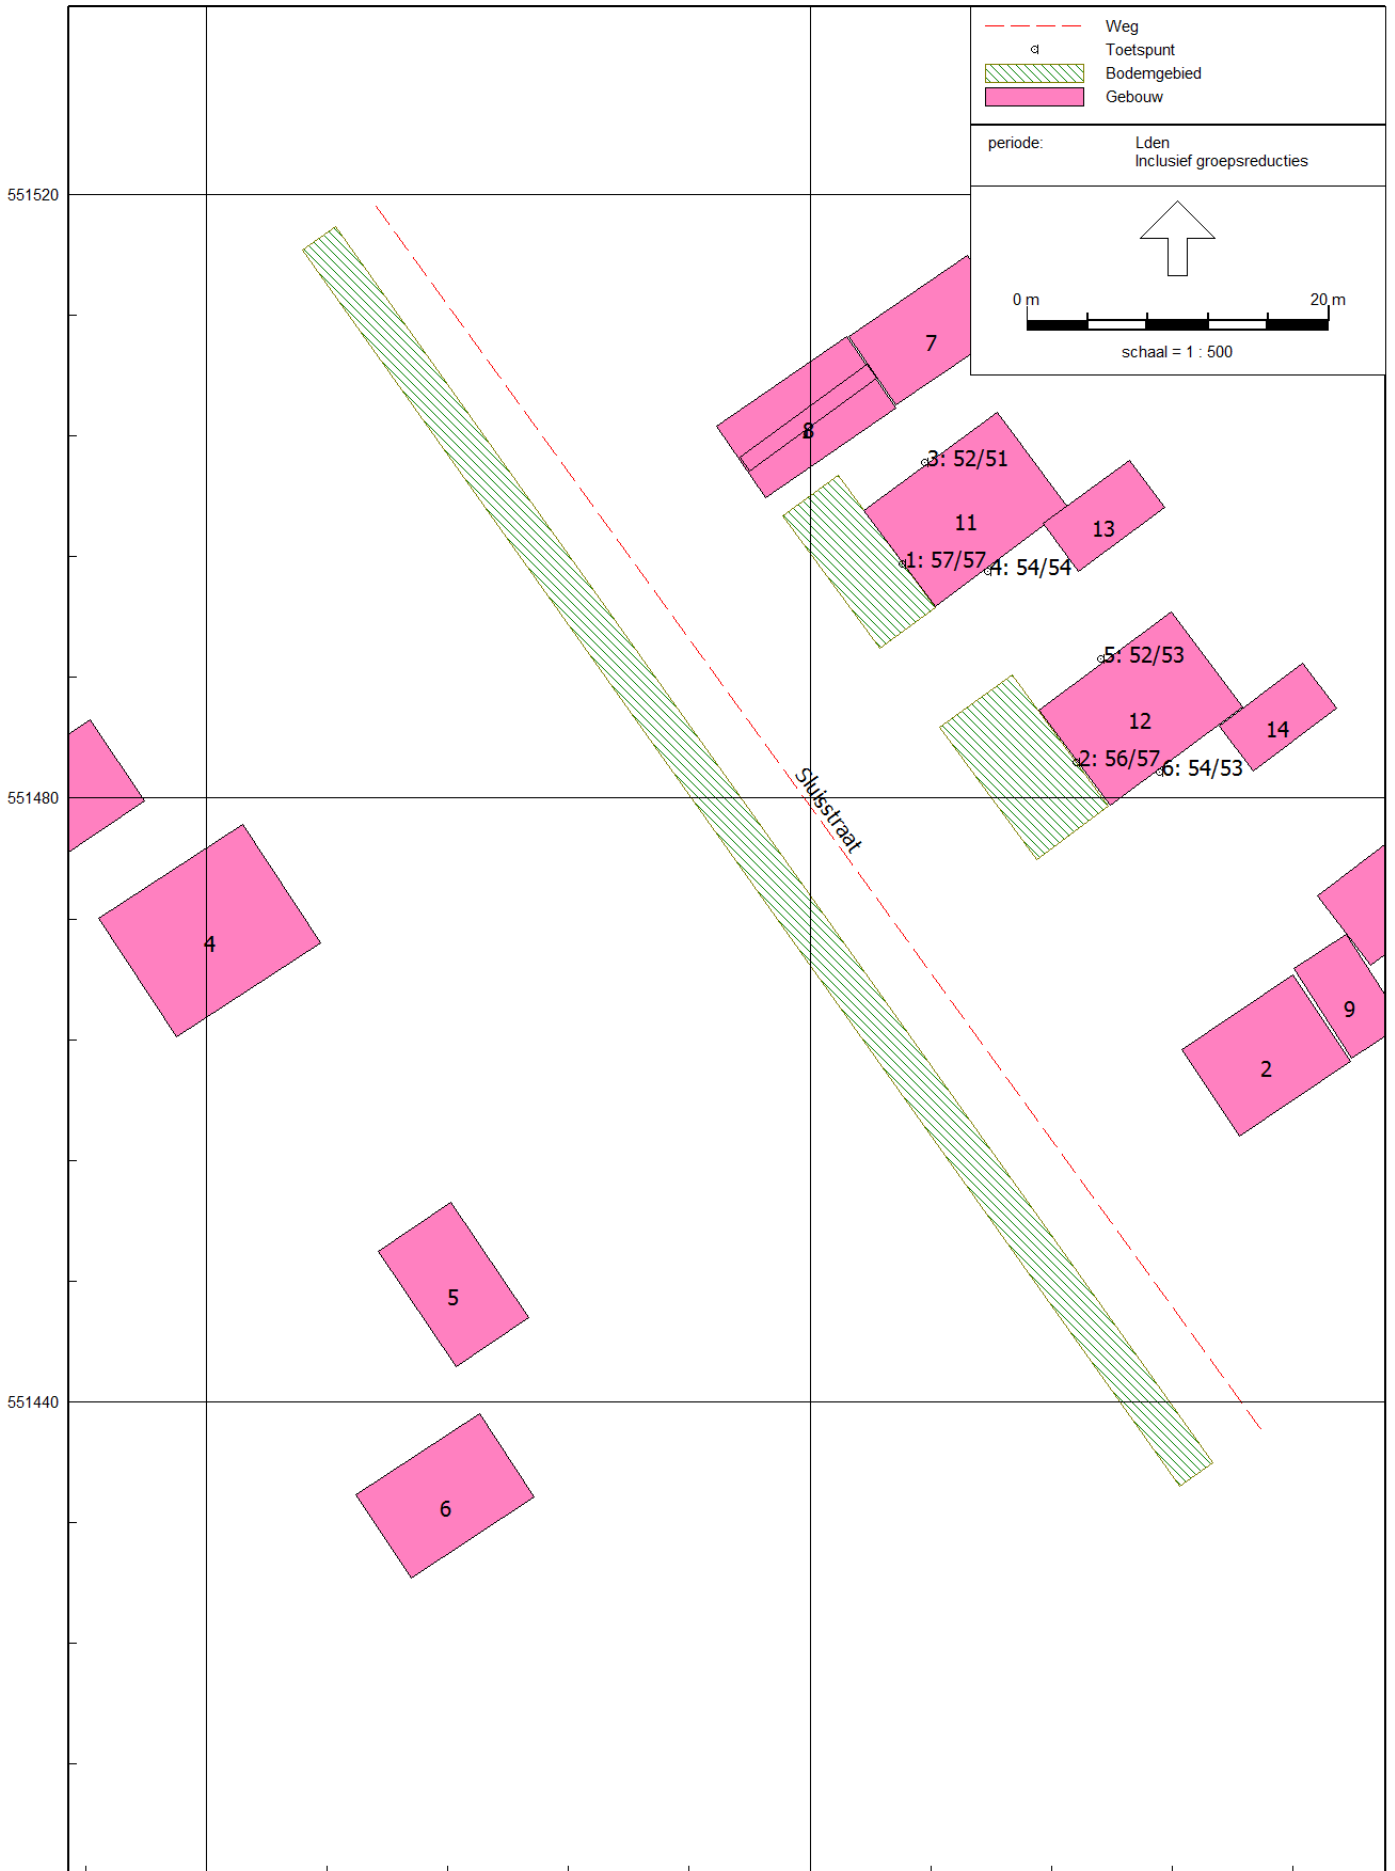 Weg
Toetspunt
Bodemgebied
Gebouw
periode: Lden
Inclusief groepsreducties
0 m 20 m
schaal = 1 : 500
551520
7
8
3: 52/51
11
13
1: 57/57
4: 54/54
5: 52/53
12
14
2: 56/57
6: 54/53
551480
Sluisstraat
4
9
2
5
551440
6